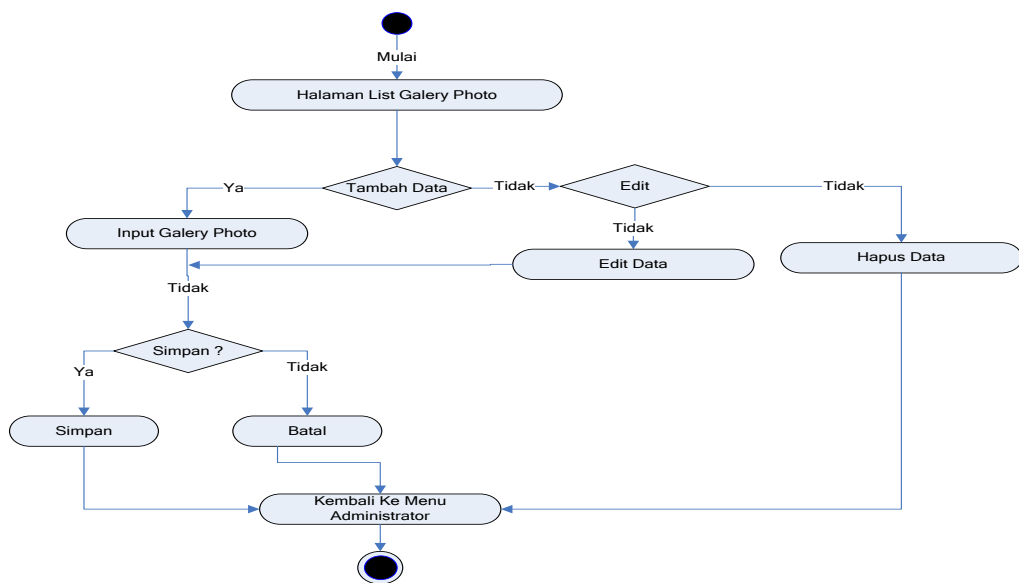 Mulai
Halaman List Galery Photo
Tambah Data
Ya
Tidak
Edit
Tidak
Input Galery Photo
Tidak
Edit Data
Hapus Data
Tidak
Simpan ?
Ya
Tidak
Simpan
Batal
Kembali Ke Menu
Administrator